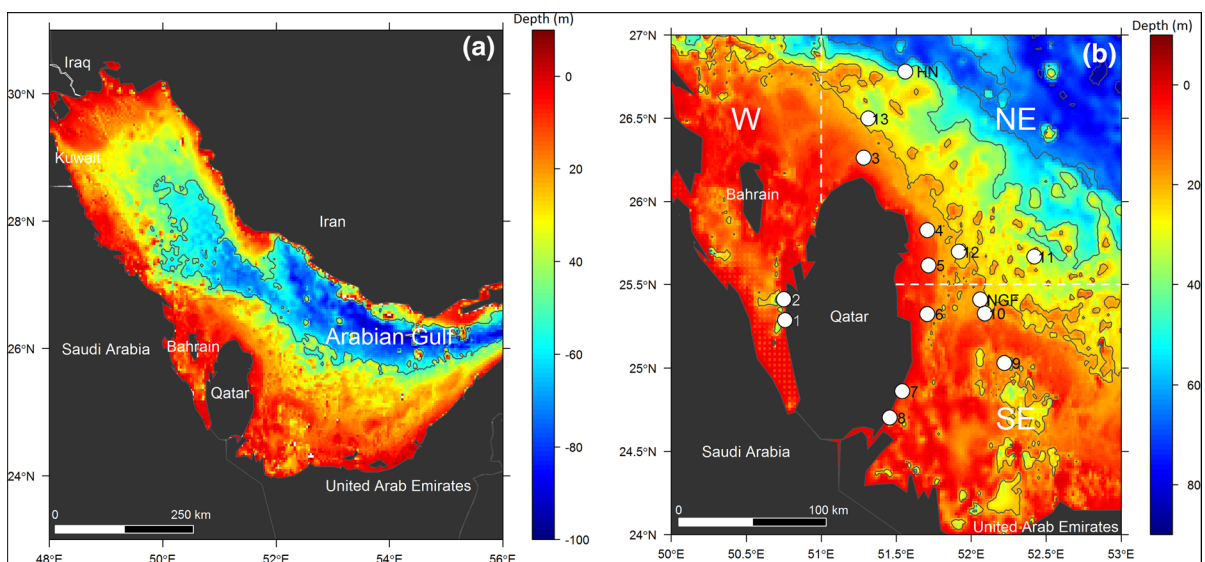 Depth (m)
(a)
Iraq
Kuwait
Iran
Arabian Gulf
Saudi Arabia
Bahrain
Qatar
United Arab Emirates
0
250 km
30°N
28°N
26°N
24°N
48°E
50°E
52°E
54°E
56°E
0
-20
-40
-60
-80
-100
Depth (m)
(b)
W
NE
SE
HN
13
3
Bahrain
4
12
5
11
2
NGF
1
Qatar
6
10
9
7
8
Saudi Arabia
United Arab Emirates
0
100 km
27°N
26.5°N
26°N
25.5°N
25°N
24.5°N
24°N
50°E
50.5°E
51°E
51.5°E
52°E
52.5°E
53°E
0
20
40
60
80